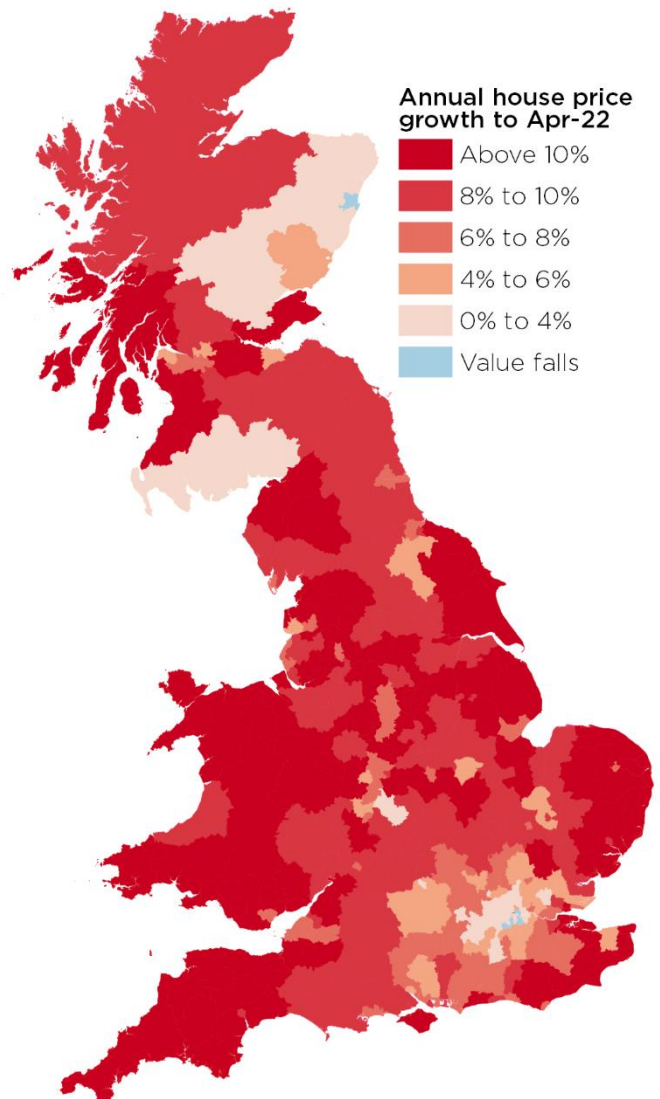 Annual house price
growth to Apr-22
Above 10%
8% to 10%
6% to 8%
4% to 6%
0% to 4%
Value falls